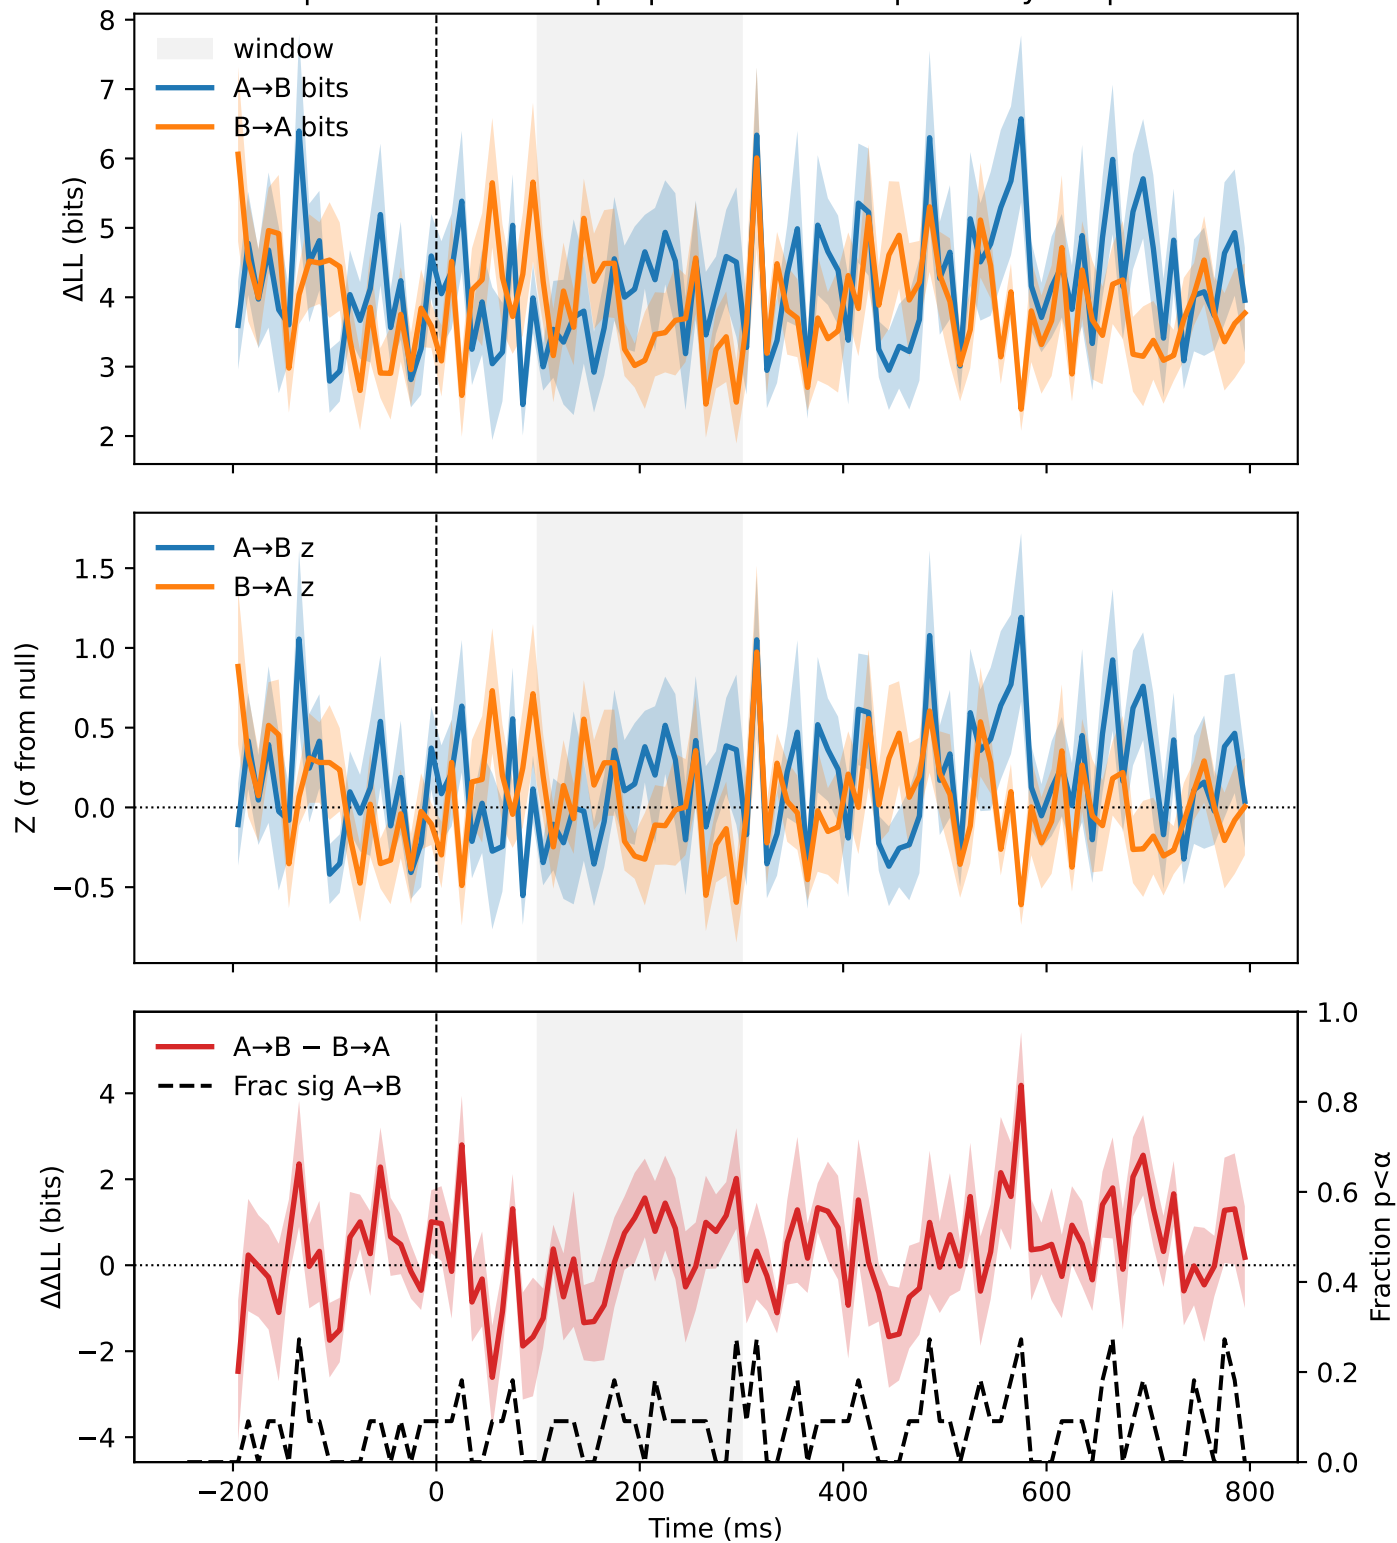 8
7
6
5
4
3
2
ΔLL (bits)
window
A→B bits
B→A bits
1.5
1.0
0.5
0.0
−0.5
Z (σ from null)
A→B z
B→A z
4
2
0
−2
−4
ΔΔLL (bits)
A→B − B→A
Frac sig A→B
1.0
0.8
0.6
0.4
0.2
0.0
Fraction p<α
−200 0 200 400 600 800
Time (ms)